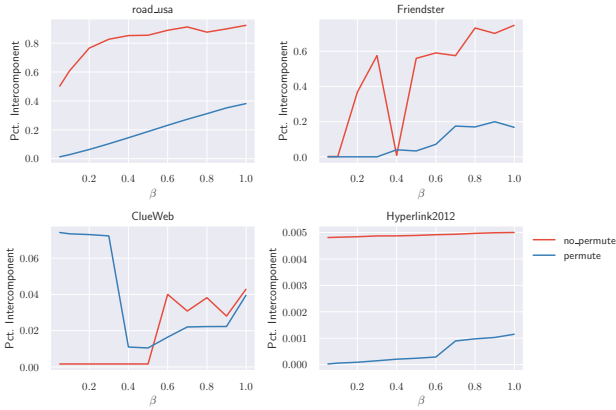 road_usa
Friendster
Pct. Intercomponent
0.8
0.6
0.4
0.2
0.0
0.2 0.4 0.6 0.8 1.0
β
Pct. Intercomponent
0.6
0.4
0.2
0.0
0.2 0.4 0.6 0.8 1.0
β
ClueWeb
Hyperlink2012
Pct. Intercomponent
0.06
0.04
0.02
0.00
0.2 0.4 0.6 0.8 1.0
β
Pct. Intercomponent
0.005
0.004
0.003
0.002
0.001
0.000
0.2 0.4 0.6 0.8 1.0
β
no_permute
permute